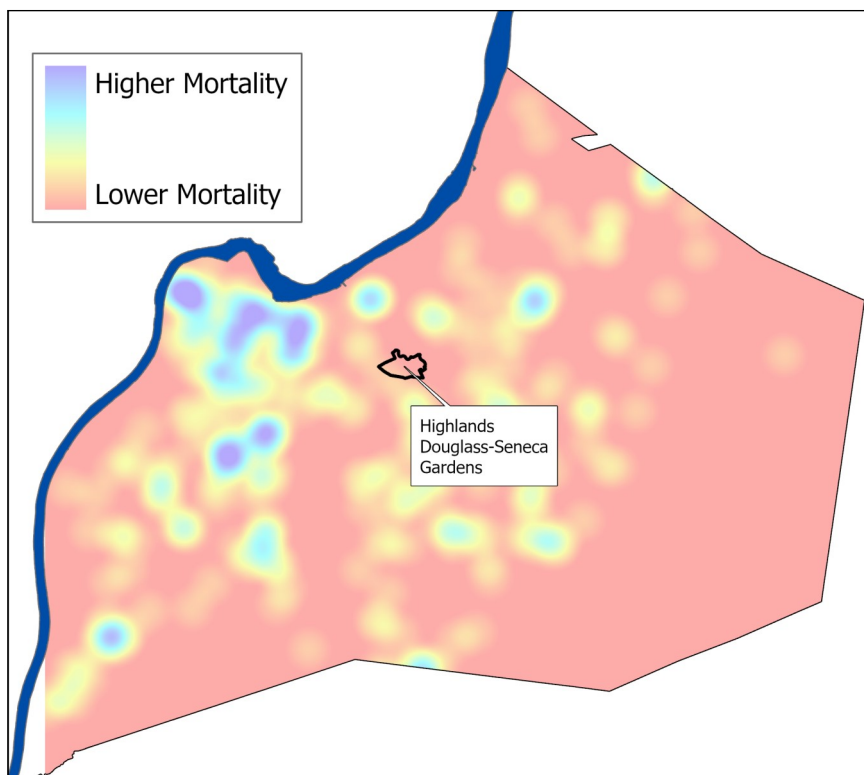 Higher Mortality
Lower Mortality
Highlands
Douglass-Seneca
Gardens